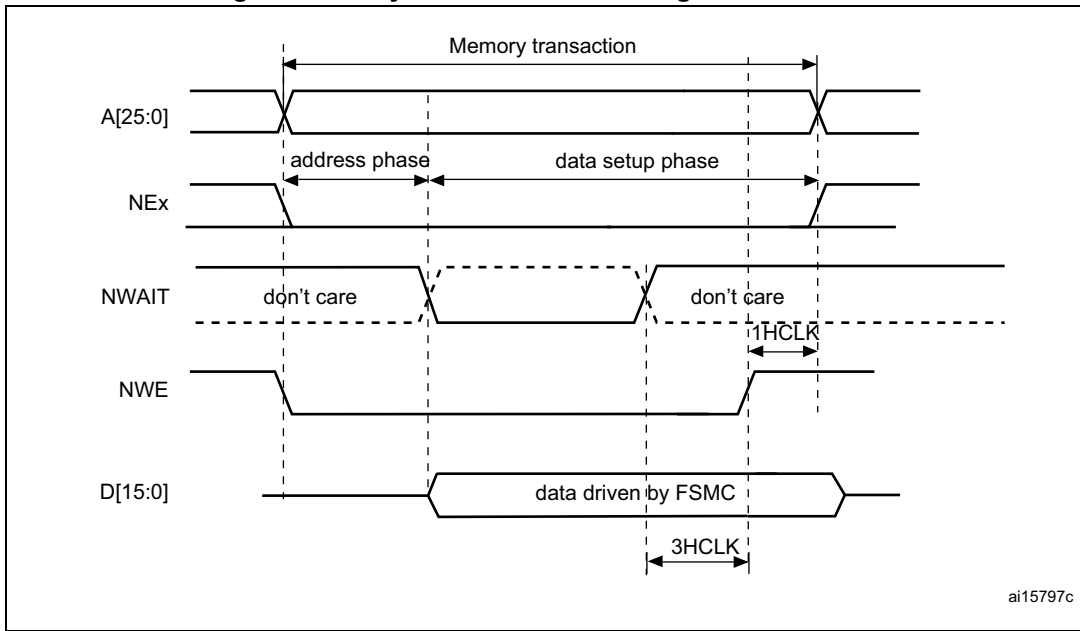 Memory transaction
A[25:0]
address phase
data setup phase
NEx
NWAIT
don't care
don't care
1HCLK
NWE
D[15:0]
data driven by FSMC
3HCLK
ai15797c